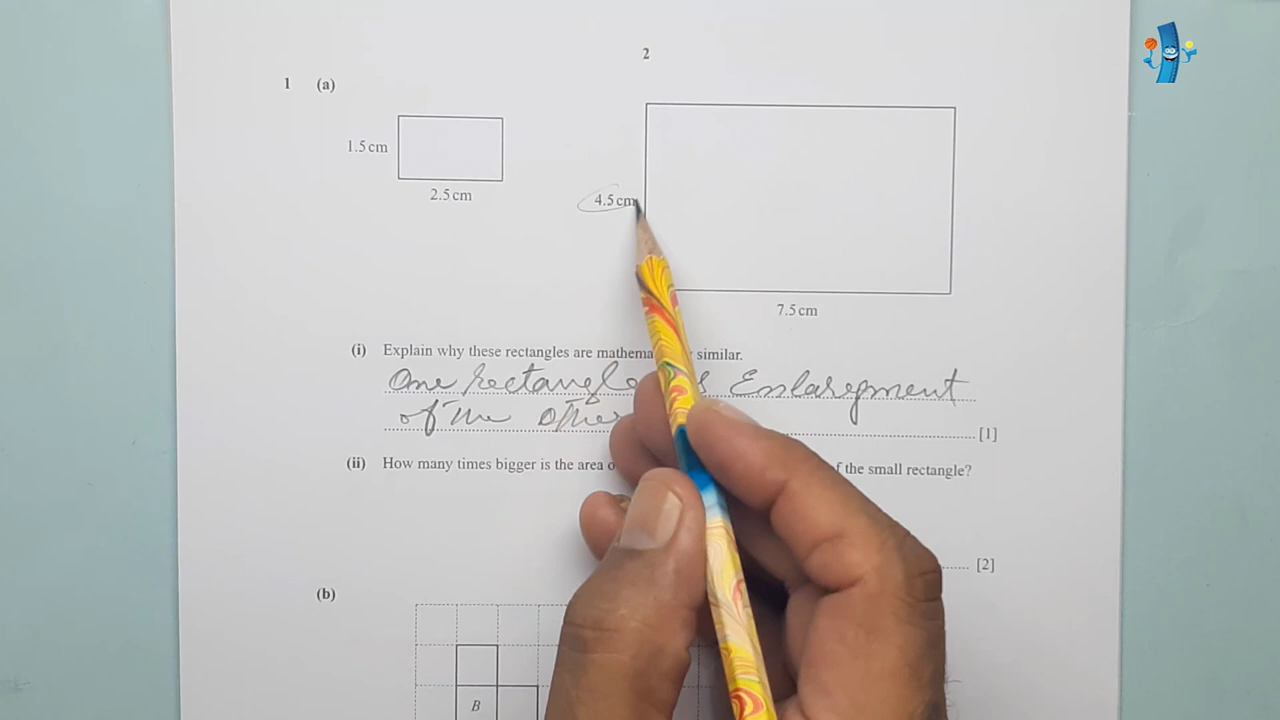 2
1 (a)
1.5 cm
2.5 cm
4.5 cm
7.5 cm
(i) Explain why these rectangles are similar.
One rectangle Enlaregment
of the other
[1]
(ii) How many times bigger is the area of the small rectangle?
[2]
(b)
B